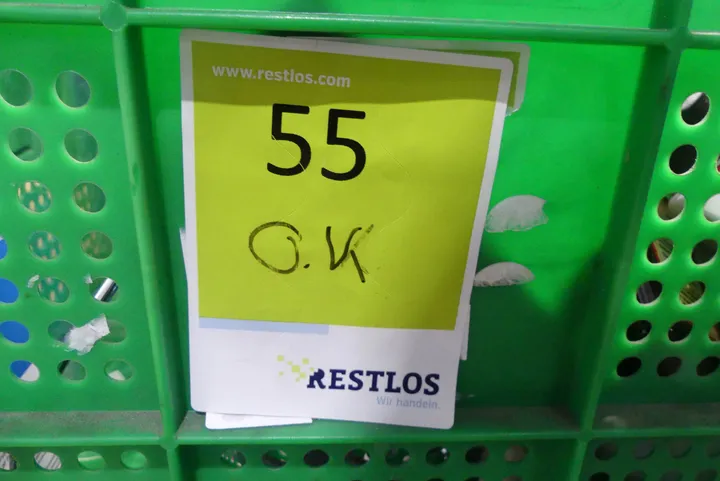 www.restlos.com
55
O.K
RESTLOS
Wir handeln.